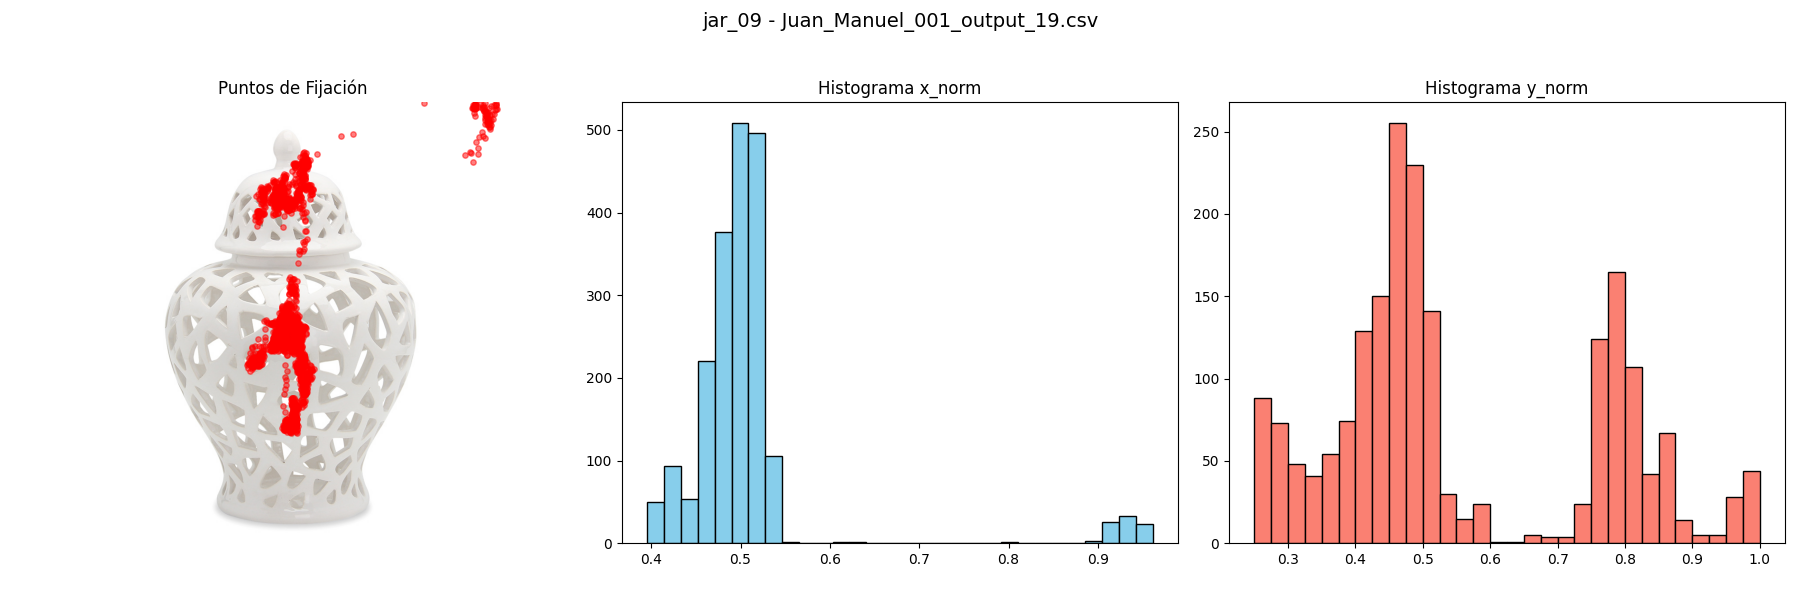 jar_09 - Juan_Manuel_001_output_19.csv
Puntos de Fijación
Histograma x_norm
Histograma y_norm
500
400
300
200
100
0
0.4 0.5 0.6 0.7 0.8 0.9
250
200
150
100
50
0
0.3 0.4 0.5 0.6 0.7 0.8 0.9 1.0